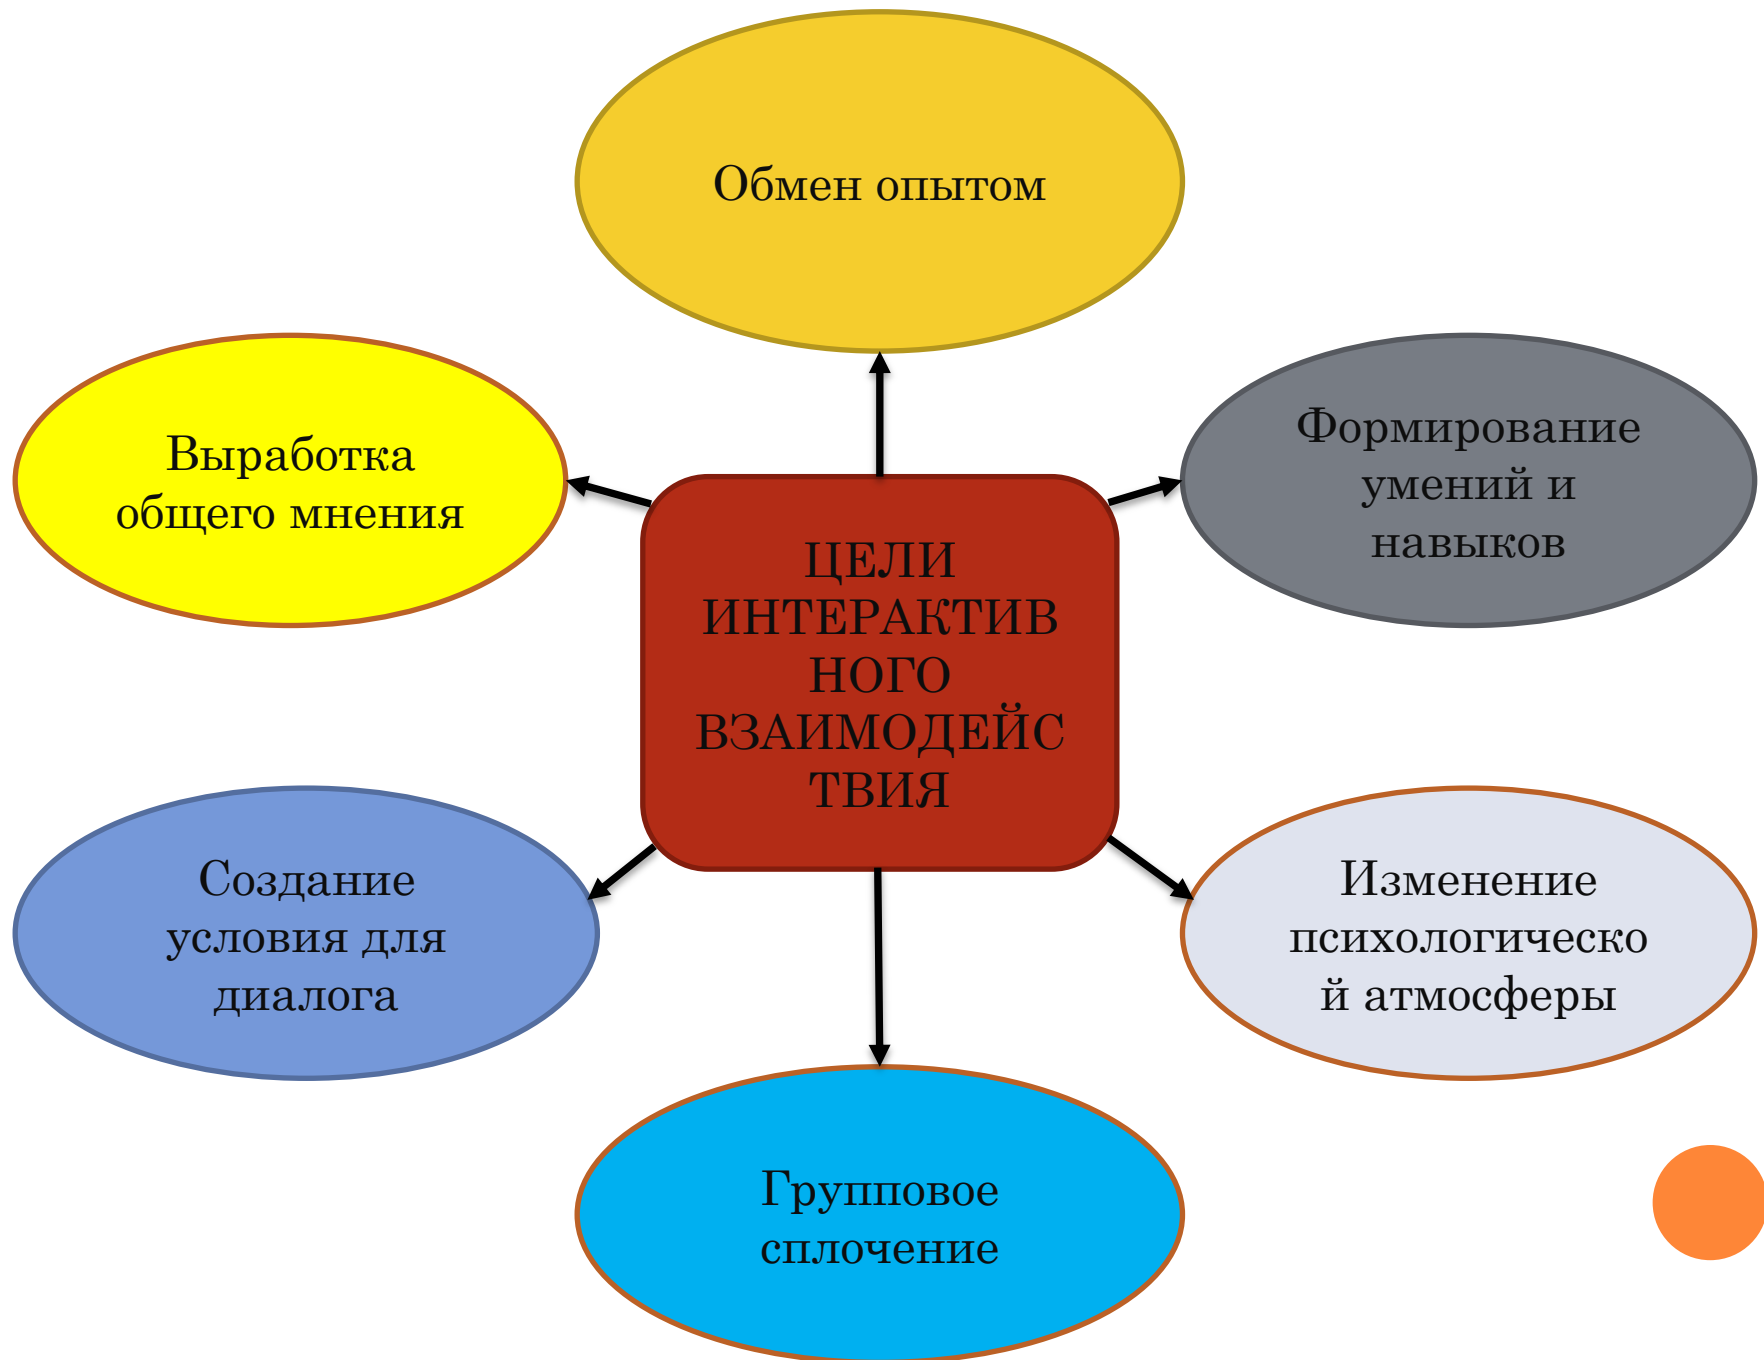 Обмен опытом
Выработка
общего мнения
Формирование
умений и
навыков
ЦЕЛИ
ИНТЕРАКТИВ
НОГО
ВЗАИМОДЕЙС
ТВИЯ
Создание
условия для
диалога
Изменение
психологическо
й атмосферы
Групповое
сплочение